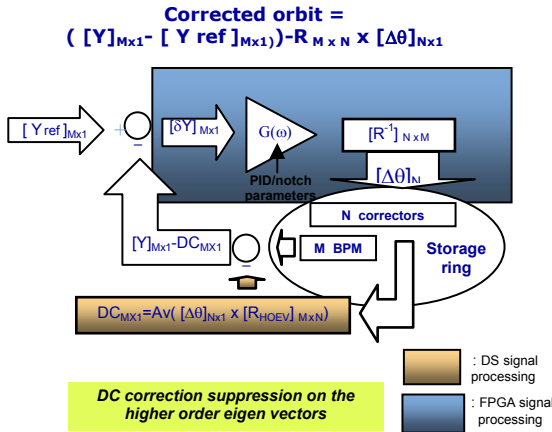 Corrected orbit =
( [Y]Mx1- [ Y ref ]Mx1))-R M x N x [Δθ]Nx1
[ Y ref ]Mx1
+
−
[δY] Mx1
G(ω)
[R-1] N x M
PID/notch
parameters
[Δθ]N
N correctors
[Y]Mx1-DCMX1
−
M BPM
Storage
ring
DCMX1=Av( [Δθ]Nx1 x [RHOEV] MxN)
DC correction suppression on the
higher order eigen vectors
: DS signal
processing
: FPGA signal
processing